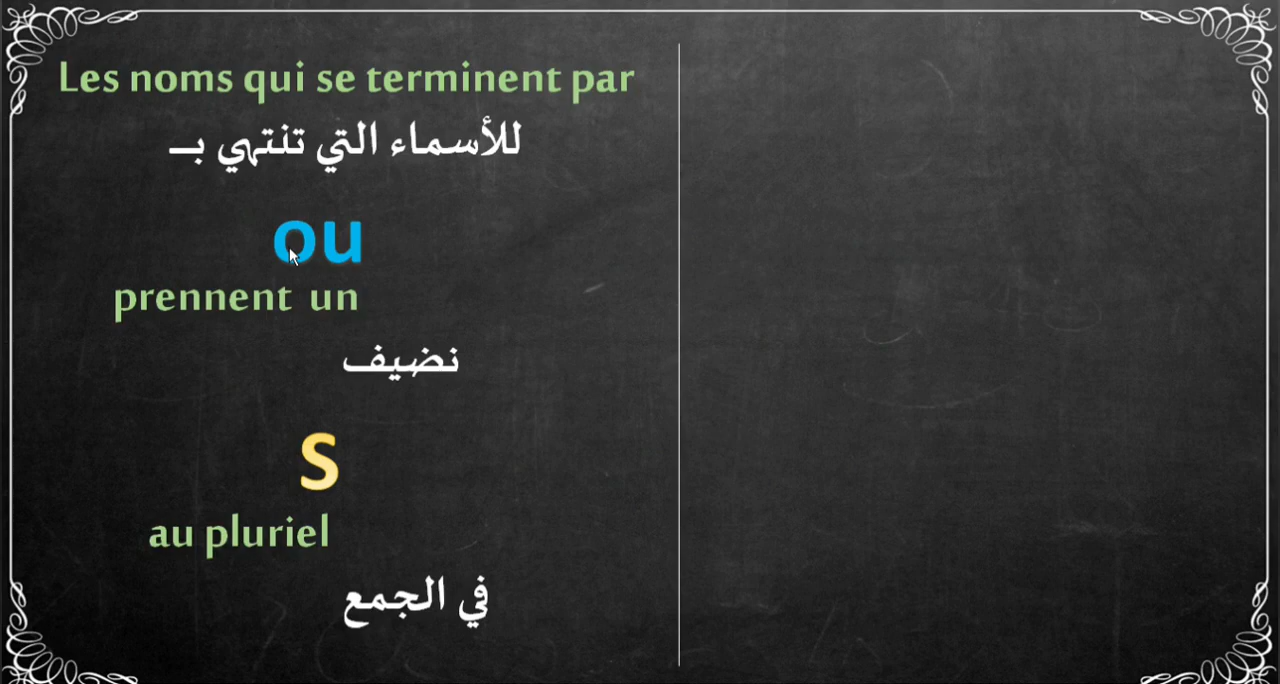 Les noms qui se terminent par
للأسماء التي تنتهي بـ
ou
prennent un
نضيف
s
au pluriel
في الجمع